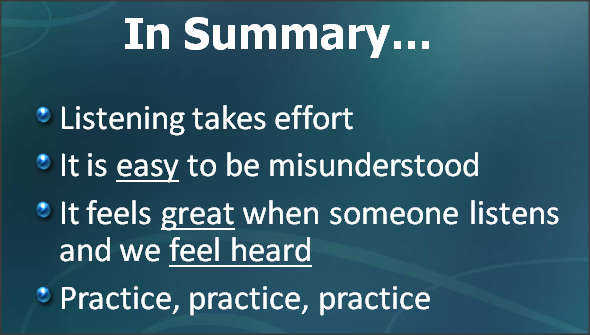 In Summary...
Listening takes effort
It is easy to be misunderstood
It feels great when someone listens
and we feel heard
Practice, practice, practice